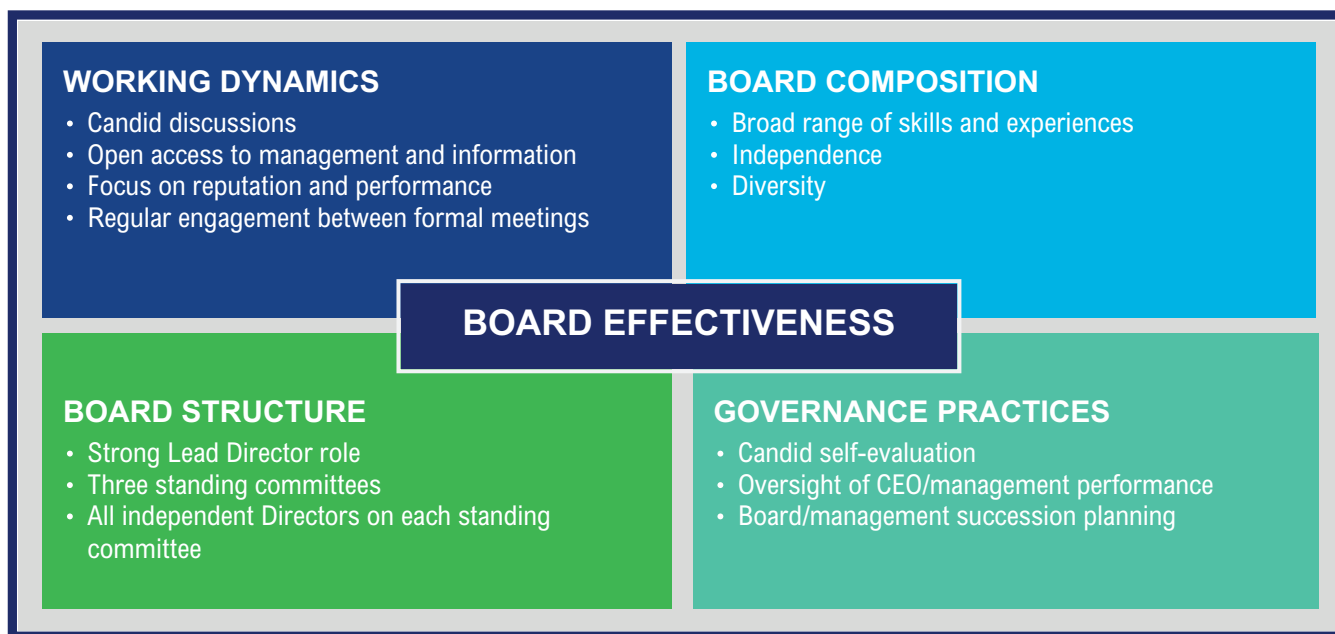 WORKING DYNAMICS
• Candid discussions
• Open access to management and information
• Focus on reputation and performance
• Regular engagement between formal meetings
BOARD COMPOSITION
• Broad range of skills and experiences
• Independence
• Diversity
BOARD EFFECTIVENESS
BOARD STRUCTURE
• Strong Lead Director role
• Three standing committees
• All independent Directors on each standing
committee
GOVERNANCE PRACTICES
• Candid self-evaluation
• Oversight of CEO/management performance
• Board/management succession planning